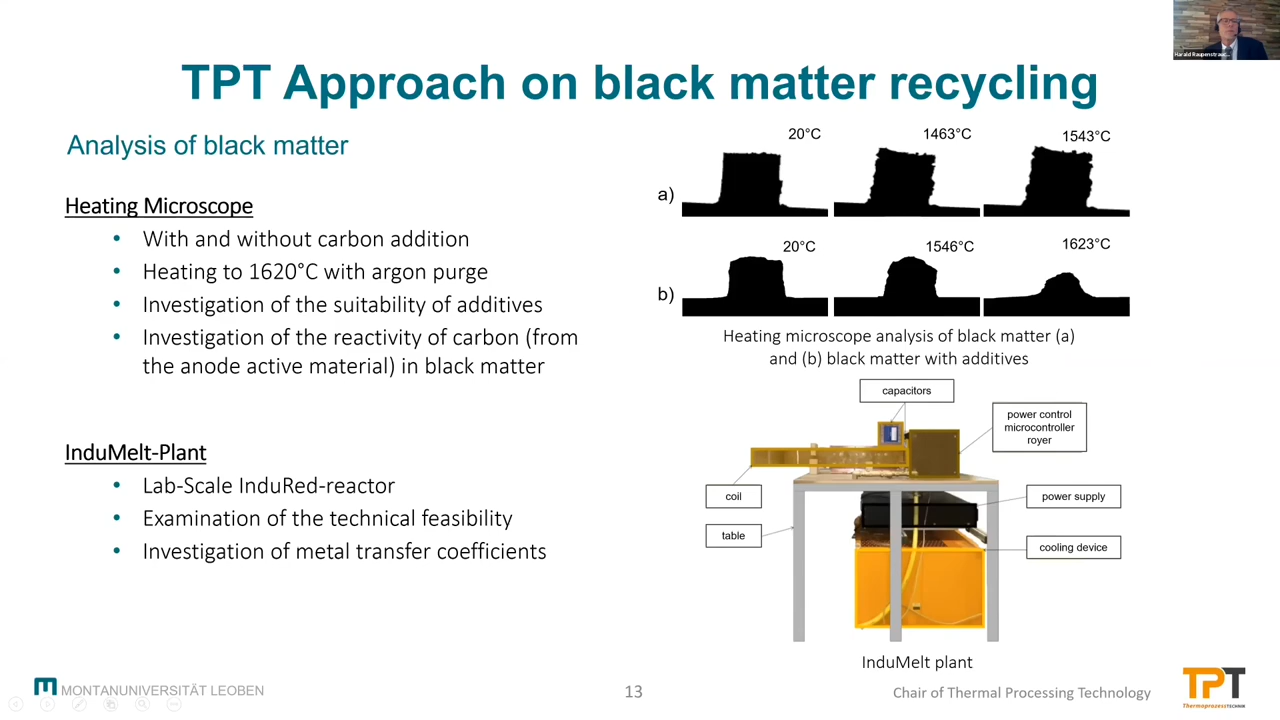 Harald Raupenstrauc...
TPT Approach on black matter recycling
Analysis of black matter
Heating Microscope
• With and without carbon addition
• Heating to 1620°C with argon purge
• Investigation of the suitability of additives
• Investigation of the reactivity of carbon (from
the anode active material) in black matter
InduMelt-Plant
• Lab-Scale InduRed-reactor
• Examination of the technical feasibility
• Investigation of metal transfer coefficients
20°C
1463°C
1543°C
a)
20°C
1546°C
1623°C
b)
Heating microscope analysis of black matter (a)
and (b) black matter with additives
capacitors
power control
microcontroller
royer
coil
power supply
table
cooling device
InduMelt plant
MONTANUNIVERSITÄT LEOBEN
13
Chair of Thermal Processing Technology
TPT
ThermoprozessTECHNIK